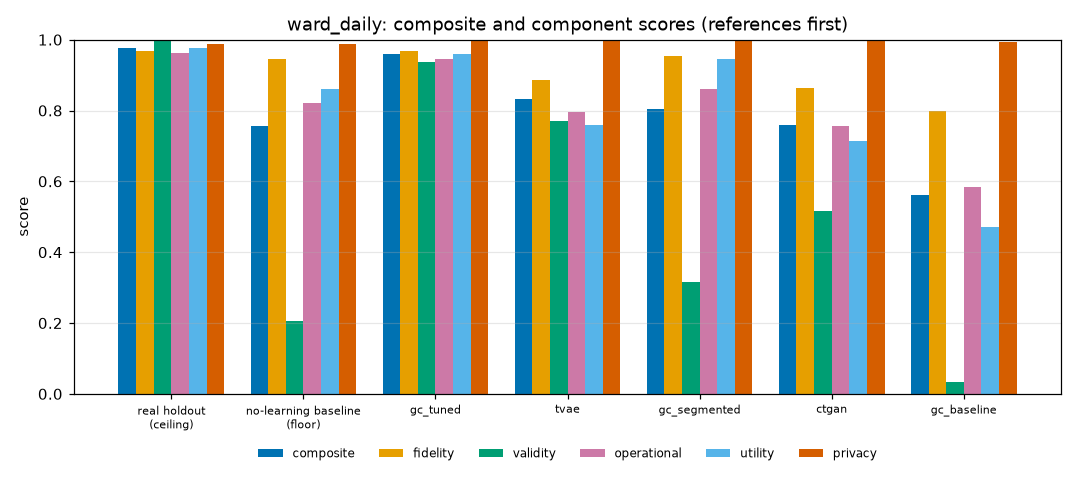 ward_daily: composite and component scores (references first)
score
1.0
0.8
0.6
0.4
0.2
0.0
real holdout
(ceiling)
no-learning baseline
(floor)
gc_tuned
tvae
gc_segmented
ctgan
gc_baseline
composite
fidelity
validity
operational
utility
privacy